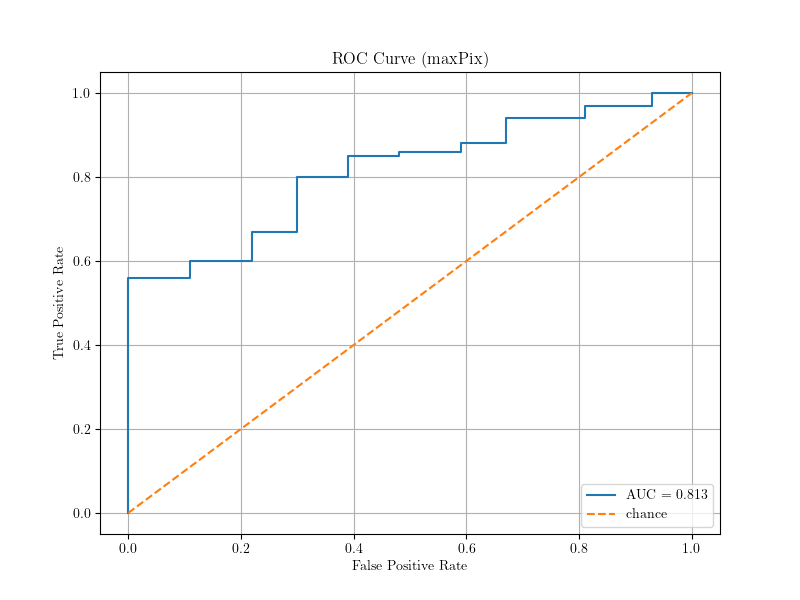 ROC Curve (maxPix)
1.0
0.8
0.6
0.4
0.2
0.0
True Positive Rate
0.0 0.2 0.4 0.6 0.8 1.0
False Positive Rate
AUC = 0.813
chance